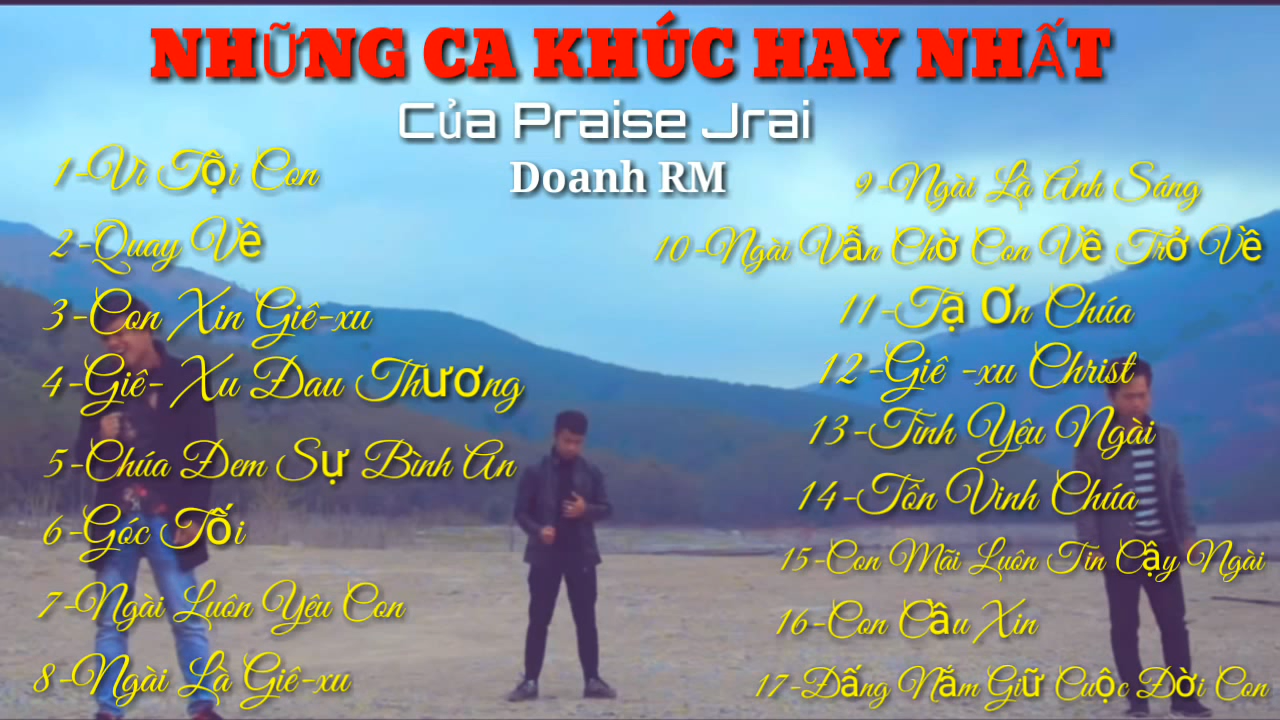 NHỮNG CA KHÚC HAY NHẤT
Của Praise Jrai
Doanh RM
1-Vì Tội Con
2-Quay Về
3-Con Xin Giê-xu
4-Giê- Xu Đau Thương
5-Chúa Đem Sự Bình An
6-Góc Tối
7-Ngài Luôn Yêu Con
8-Ngài Là Giê-xu
9-Ngài Là Ánh Sáng
10-Ngài Vẫn Chờ Con Về Trở Về
11-Tạ Ơn Chúa
12-Giê -xu Christ
13-Tình Yêu Ngài
14-Tôn Vinh Chúa
15-Con Mãi Luôn Tin Cậy Ngài
16-Con Cầu Xin
17-Đấng Nắm Giữ Cuộc Đời Con